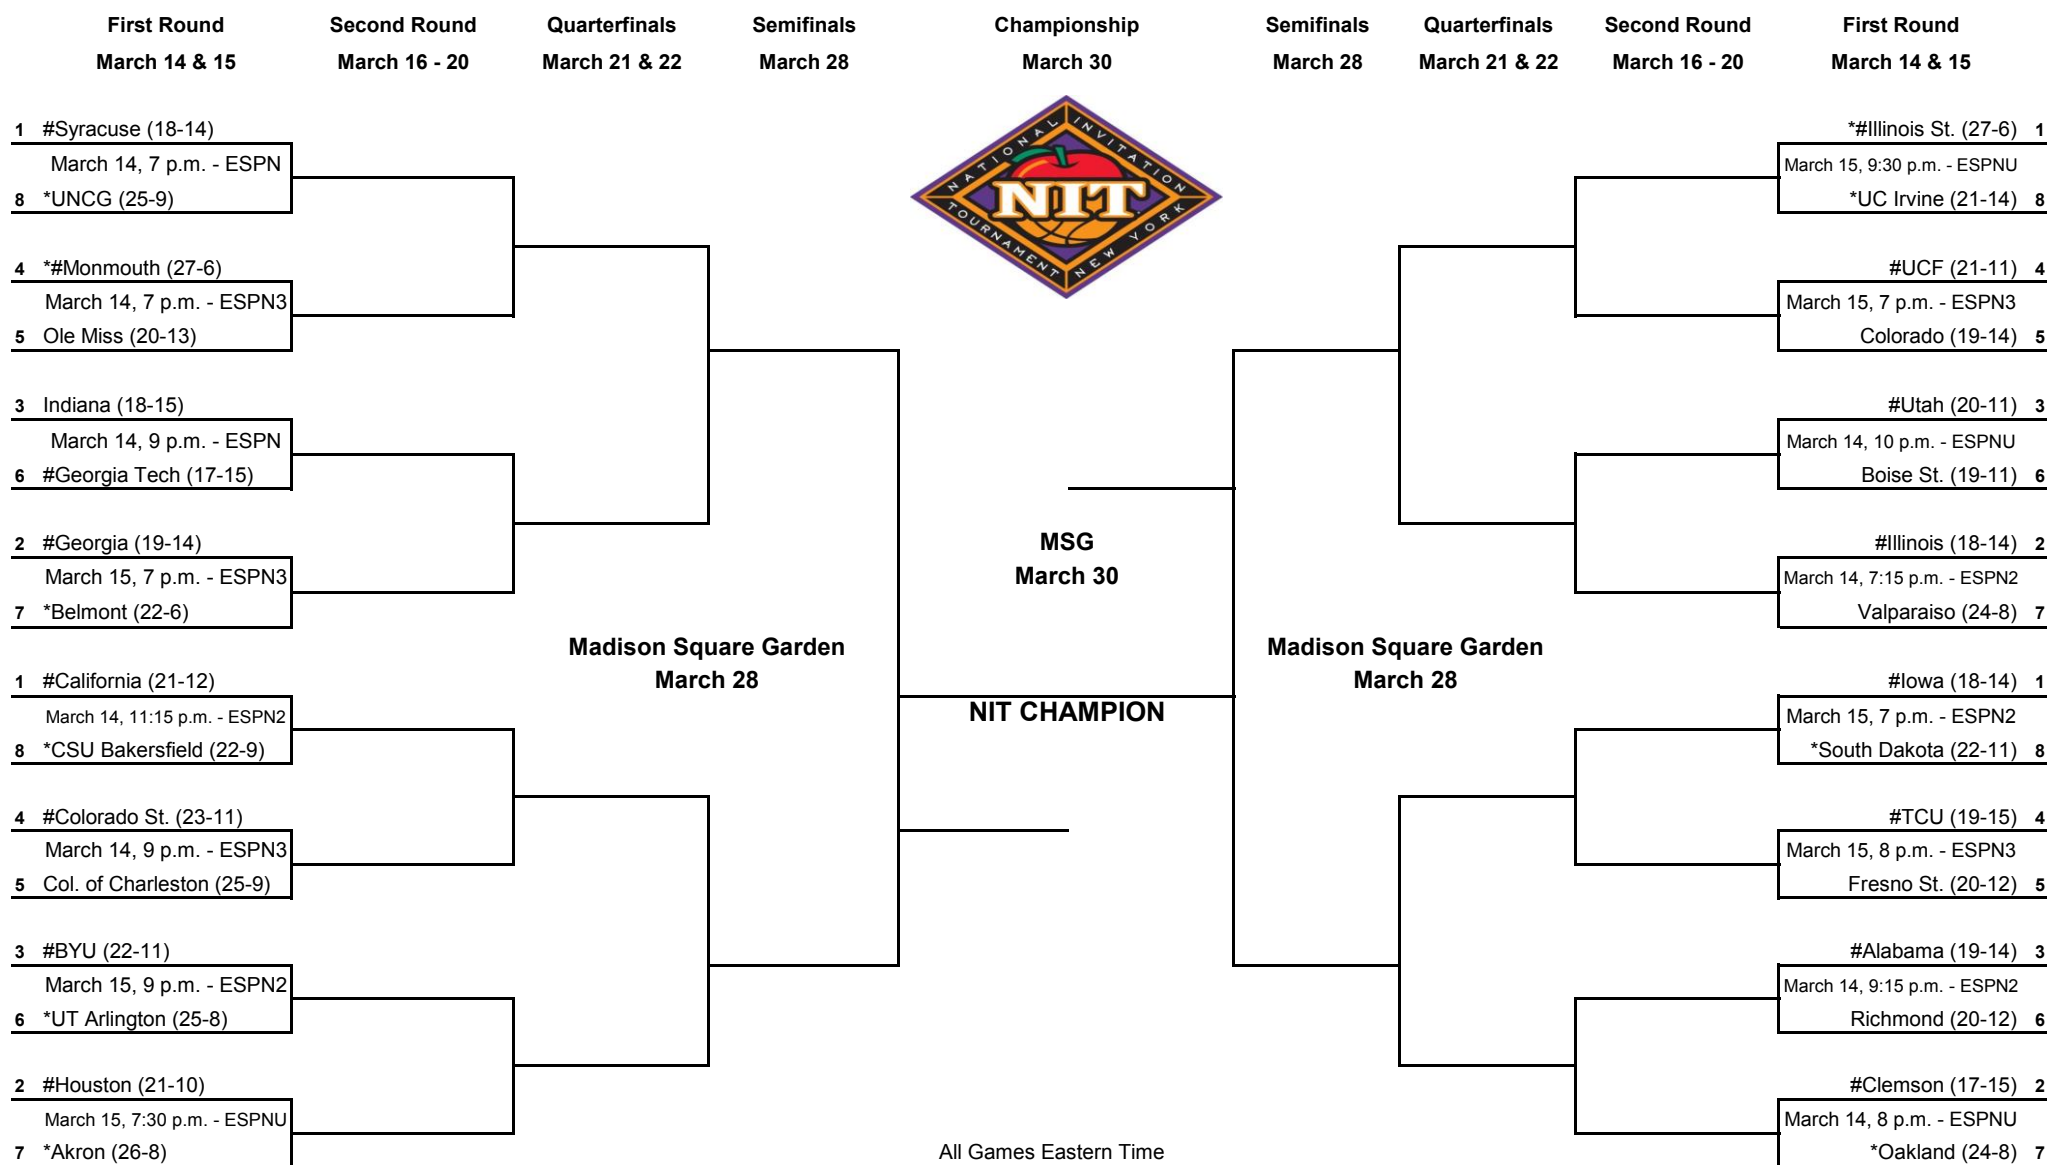 First Round Second Round Quarterfinals Semifinals Championship Semifinals Quarterfinals Second Round First Round
March 14 & 15 March 16 - 20 March 21 & 22 March 28 March 30 March 28 March 21 & 22 March 16 - 20 March 14 & 15
1 #Syracuse (18-14)
March 14, 7 p.m. - ESPN
8 *UNCG (25-9)
4 *#Monmouth (27-6)
March 14, 7 p.m. - ESPN3
5 Ole Miss (20-13)
3 Indiana (18-15)
March 14, 9 p.m. - ESPN
6 #Georgia Tech (17-15)
2 #Georgia (19-14)
March 15, 7 p.m. - ESPN3
7 *Belmont (22-6)
1 #California (21-12)
March 14, 11:15 p.m. - ESPN2
8 *CSU Bakersfield (22-9)
4 #Colorado St. (23-11)
March 14, 9 p.m. - ESPN3
5 Col. of Charleston (25-9)
3 #BYU (22-11)
March 15, 9 p.m. - ESPN2
6 *UT Arlington (25-8)
2 #Houston (21-10)
March 15, 7:30 p.m. - ESPNU
7 *Akron (26-8)
Madison Square Garden
March 28
NATIONAL INVITATION
NIT
TOURNAMENT NEW YORK
MSG
March 30
NIT CHAMPION
All Games Eastern Time
Madison Square Garden
March 28
*#Illinois St. (27-6) 1
March 15, 9:30 p.m. - ESPNU
*UC Irvine (21-14) 8
#UCF (21-11) 4
March 15, 7 p.m. - ESPN3
Colorado (19-14) 5
#Utah (20-11) 3
March 14, 10 p.m. - ESPNU
Boise St. (19-11) 6
#Illinois (18-14) 2
March 14, 7:15 p.m. - ESPN2
Valparaiso (24-8) 7
#Iowa (18-14) 1
March 15, 7 p.m. - ESPN2
*South Dakota (22-11) 8
#TCU (19-15) 4
March 15, 8 p.m. - ESPN3
Fresno St. (20-12) 5
#Alabama (19-14) 3
March 14, 9:15 p.m. - ESPN2
Richmond (20-12) 6
#Clemson (17-15) 2
March 14, 8 p.m. - ESPNU
*Oakland (24-8) 7